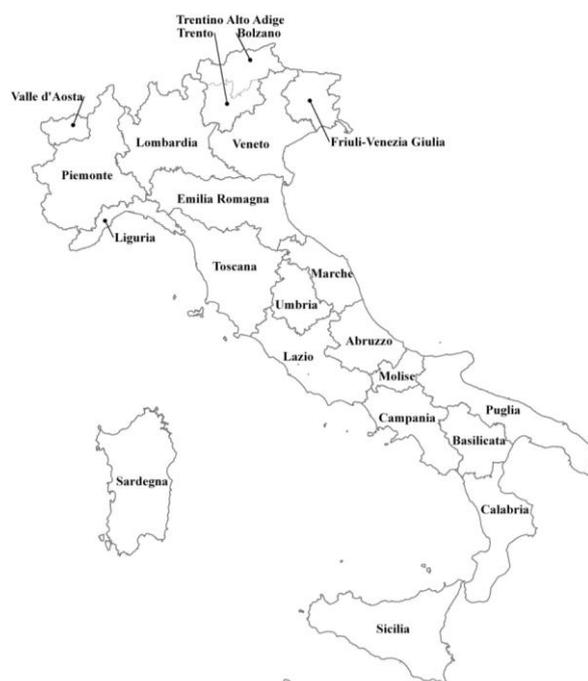 Trentino Alto Adige
Trento Bolzano
Valle d'Aosta
Lombardia
Veneto
Friuli-Venezia Giulia
Piemonte
Emilia Romagna
Liguria
Toscana
Marche
Umbria
Abruzzo
Lazio
Molise
Campania
Puglia
Basilicata
Sardegna
Calabria
Sicilia